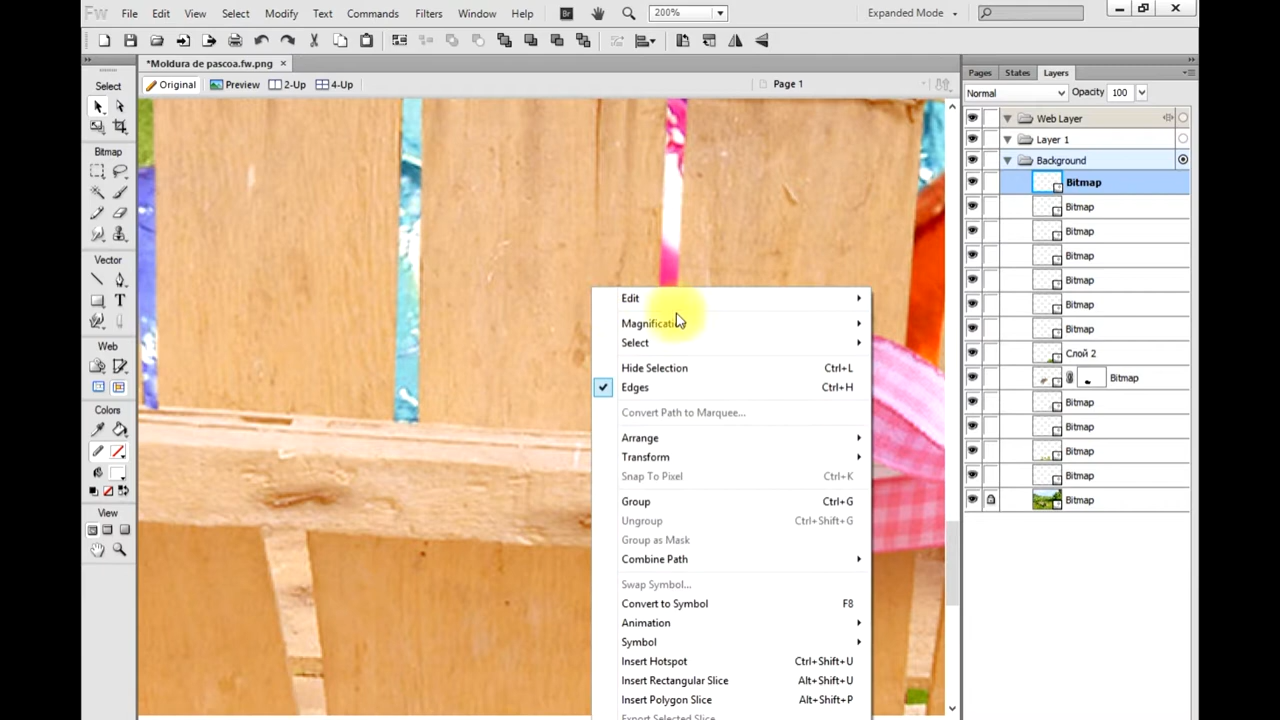 Fw File Edit View Select Modify Text Commands Filters Window Help Br 200% Expanded Mode
*Moldura de pascoa.fw.png
Original Preview 2-Up 4-Up Page 1
Select
Bitmap
Vector
Web
Colors
View
Edit
Magnificatio
Select
Hide Selection Ctrl+L
Edges Ctrl+H
Convert Path to Marquee...
Arrange
Transform
Snap To Pixel Ctrl+K
Group Ctrl+G
Ungroup Ctrl+Shift+G
Group as Mask
Combine Path
Swap Symbol...
Convert to Symbol F8
Animation
Symbol
Insert Hotspot Ctrl+Shift+U
Insert Rectangular Slice Alt+Shift+U
Insert Polygon Slice Alt+Shift+P
Export Selected Slice
Pages States Layers
Normal Opacity 100
Web Layer
Layer 1
Background
Bitmap
Bitmap
Bitmap
Bitmap
Bitmap
Bitmap
Bitmap
Слой 2
Bitmap
Bitmap
Bitmap
Bitmap
Bitmap
Bitmap